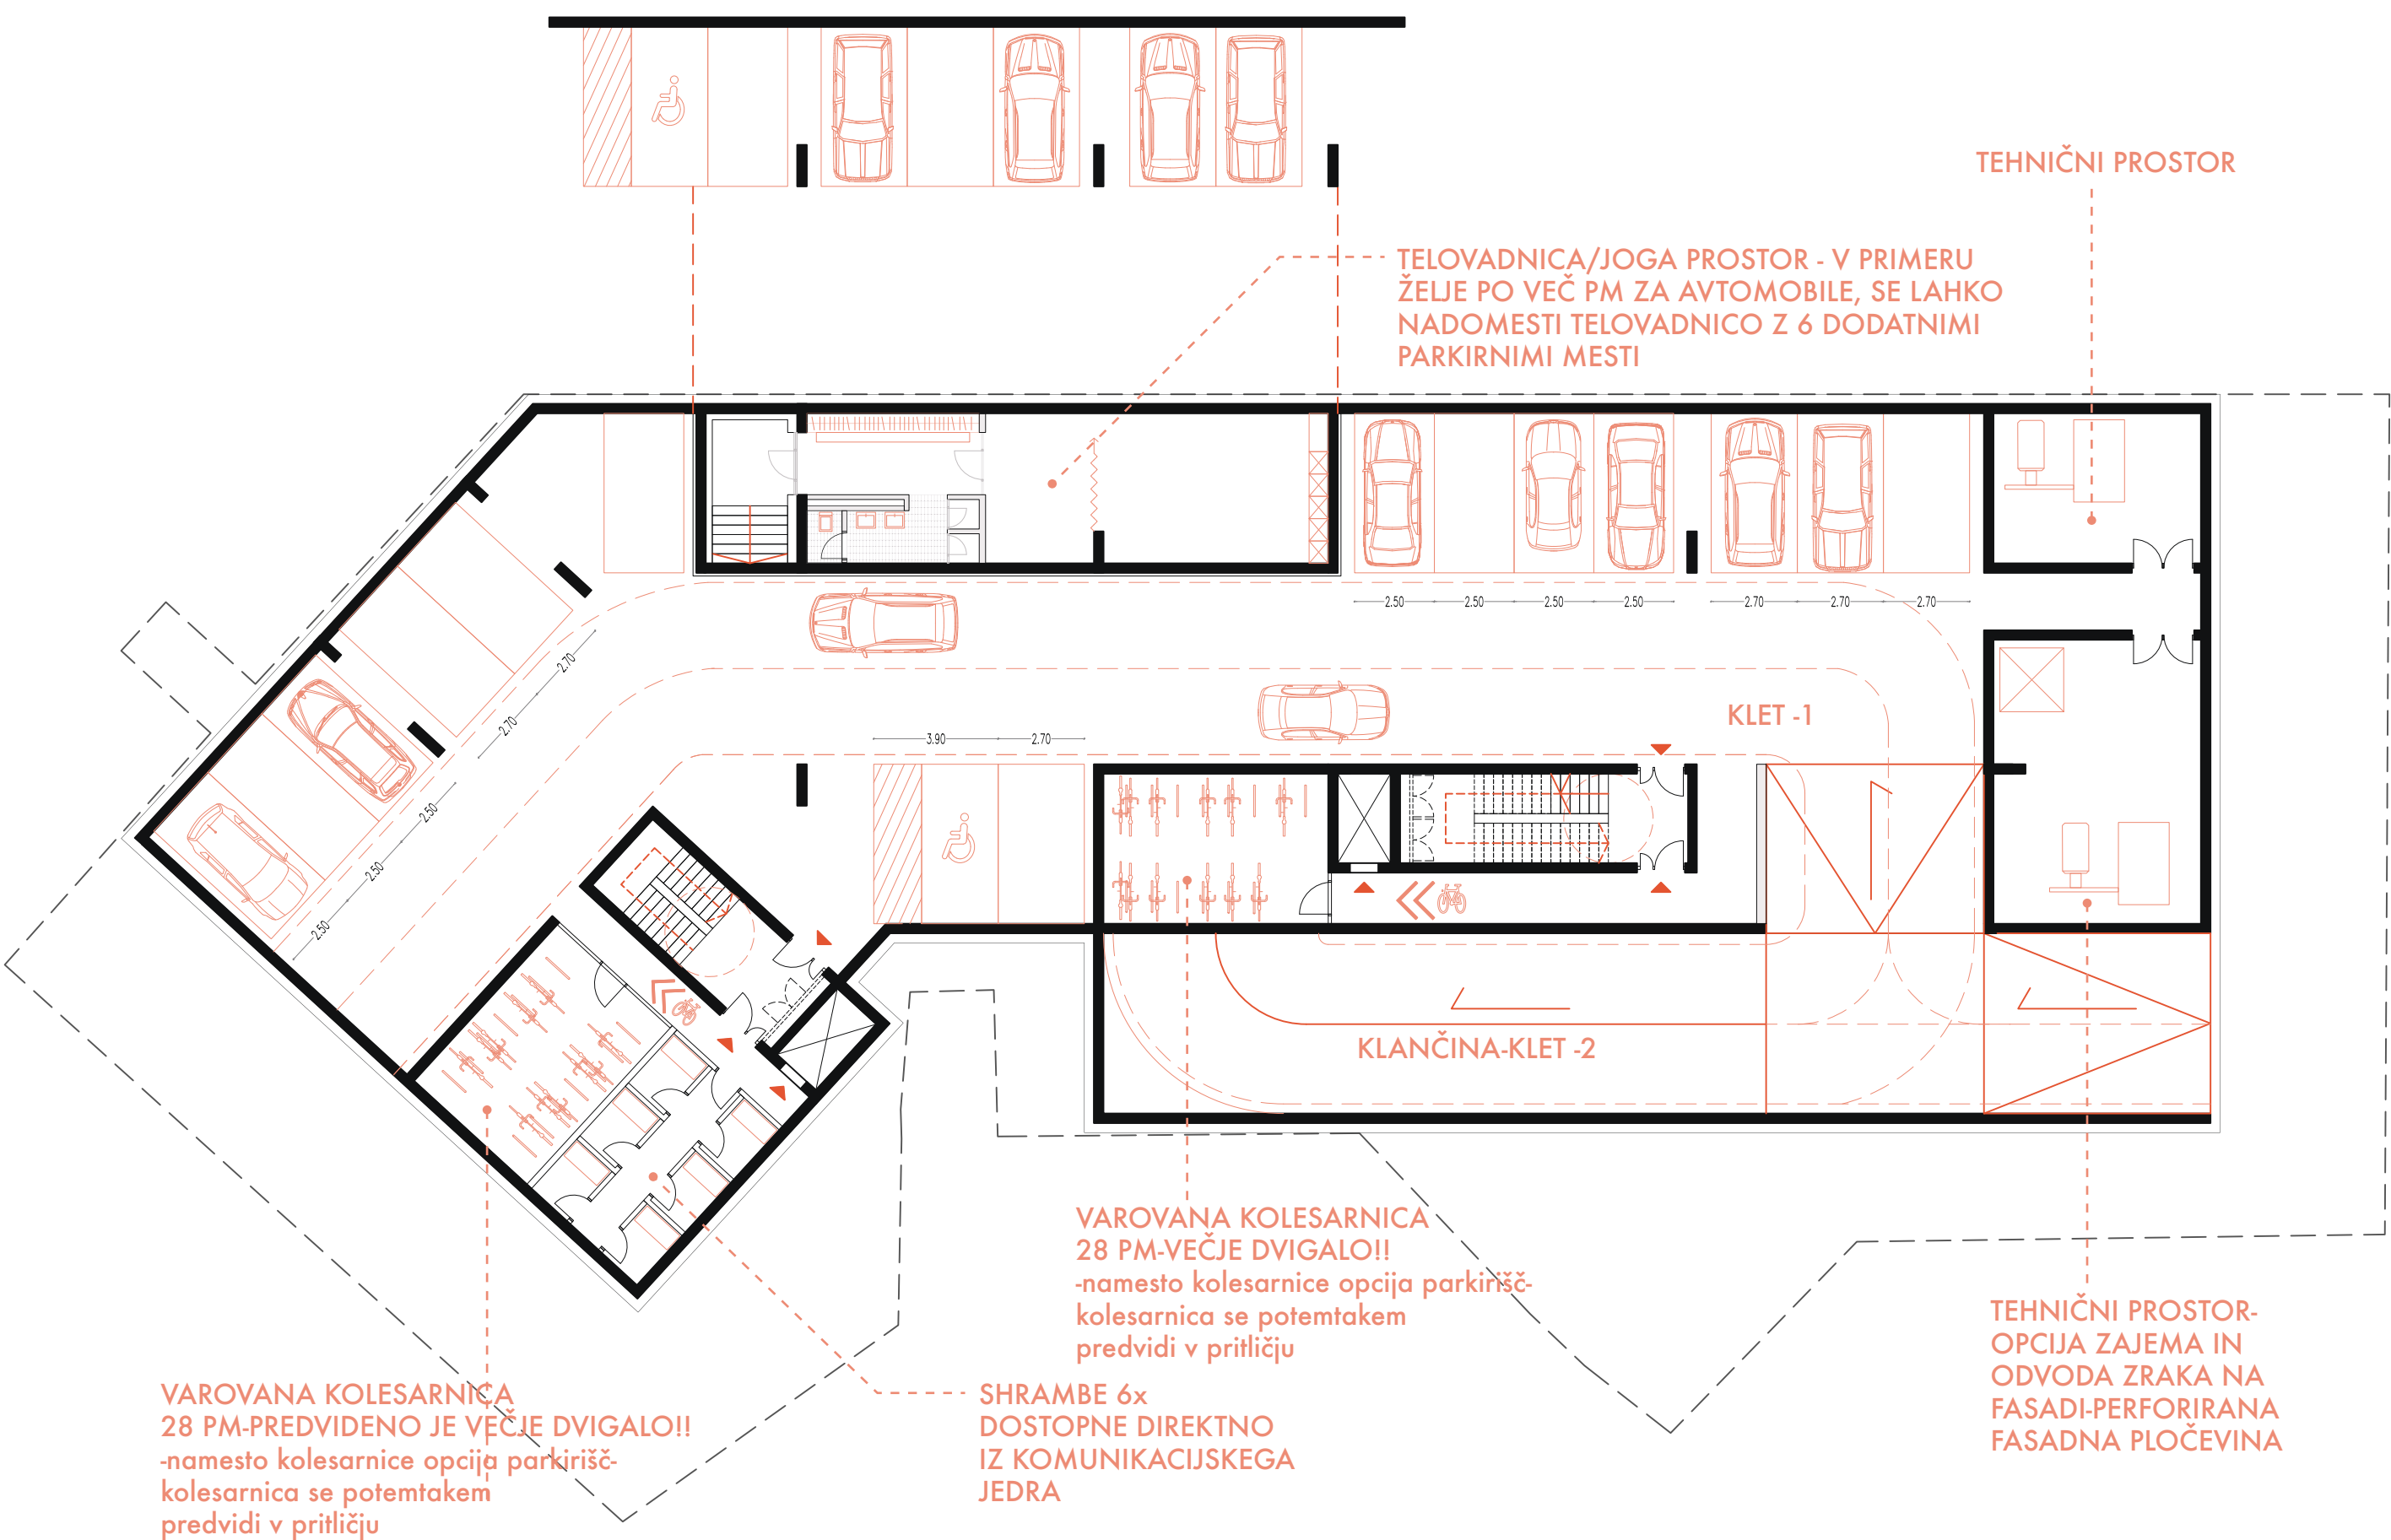 TEHNIČNI PROSTOR
TELOVADNICA/JOGA PROSTOR - V PRIMERU
ŽELJE PO VEČ PM ZA AVTOMOBILE, SE LAHKO
NADOMESTI TELOVADNICO Z 6 DODATNIMI
PARKIRNIMI MESTI
2.50
2.50
2.50
2.50
2.70
2.70
2.70
2.70
2.70
KLET -1
3.90
2.70
2.50
2.50
2.50
KLANČINA-KLET -2
VAROVANA KOLESARNICA
28 PM-VEČJE DVIGALO!!
-namesto kolesarnice opcija parkirišč-
kolesarnica se potemtakem
predvidi v pritličju
TEHNIČNI PROSTOR-
OPCIJA ZAJEMA IN
ODVODA ZRAKA NA
FASADI-PERFORIRANA
FASADNA PLOČEVINA
VAROVANA KOLESARNICA
28 PM-PREDVIDENO JE VEČJE DVIGALO!!
-namesto kolesarnice opcija parkirišč-
kolesarnica se potemtakem
predvidi v pritličju
SHRAMBE 6x
DOSTOPNE DIREKTNO
IZ KOMUNIKACIJSKEGA
JEDRA